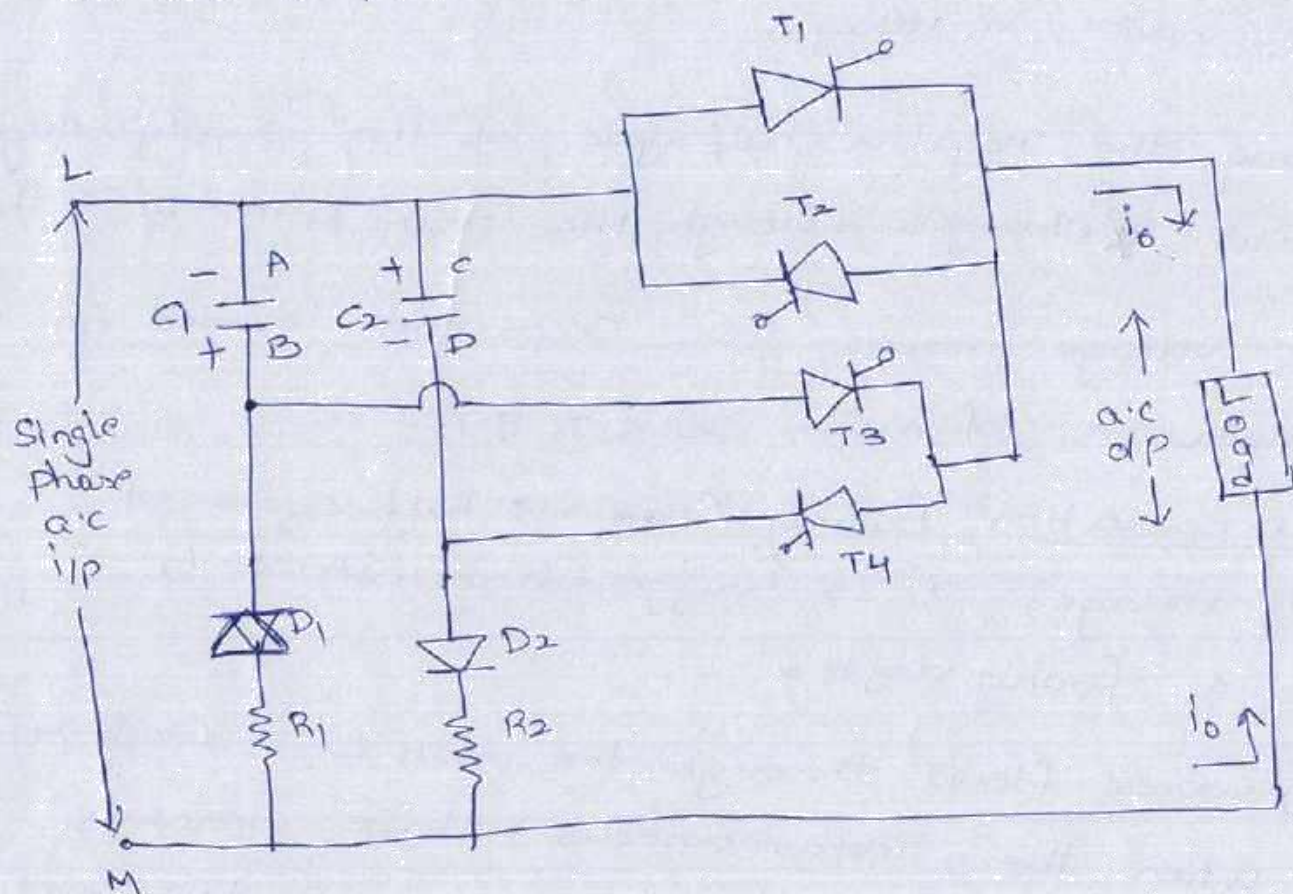 T1
L
T2
i0
- A + C
C1 C2
+ B - D
T3
Single
phase
a.c
i/p
a.c
o/p
LOAD
T4
D1
D2
R1
R2
i0
M